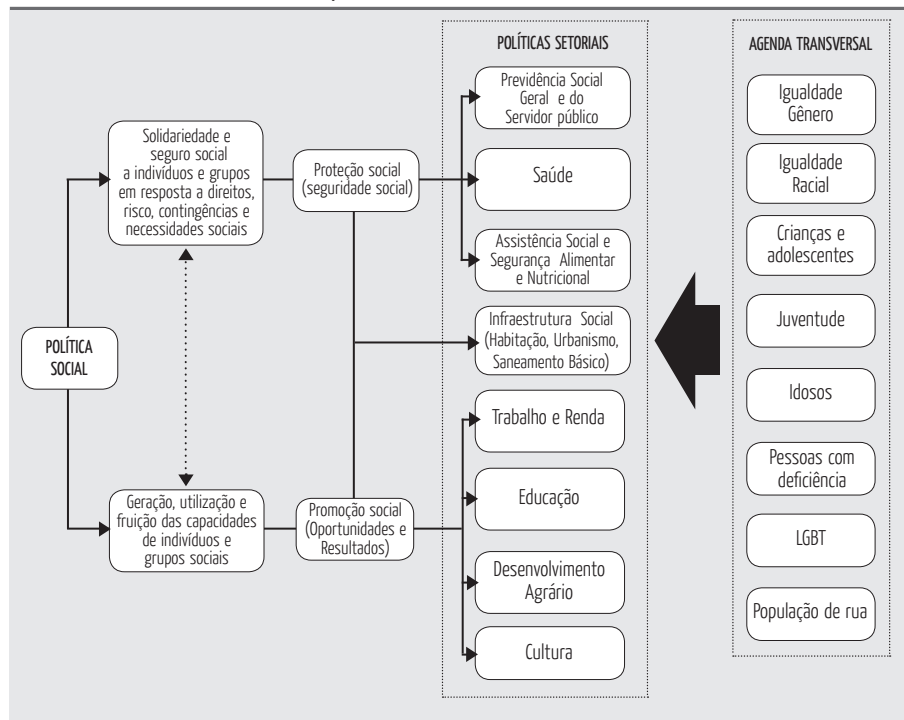 POLÍTICA
SOCIAL
Solidariedade e
seguro social
a indivíduos e grupos
em resposta a direitos,
risco, contingências e
necessidades sociais
Geração, utilização e
fruição das capacidades
de indivíduos e
grupos sociais
Proteção social
(seguridade social)
Promoção social
(Oportunidades e
Resultados)
POLÍTICAS SETORIAIS
Previdência Social
Geral e do
Servidor público
Saúde
Assistência Social e
Segurança Alimentar
e Nutricional
Infraestrutura Social
(Habitação, Urbanismo,
Saneamento Básico)
Trabalho e Renda
Educação
Desenvolvimento
Agrário
Cultura
AGENDA TRANSVERSAL
Igualdade
Gênero
Igualdade
Racial
Crianças e
adolescentes
Juventude
Idosos
Pessoas com
deficiência
LGBT
População de rua